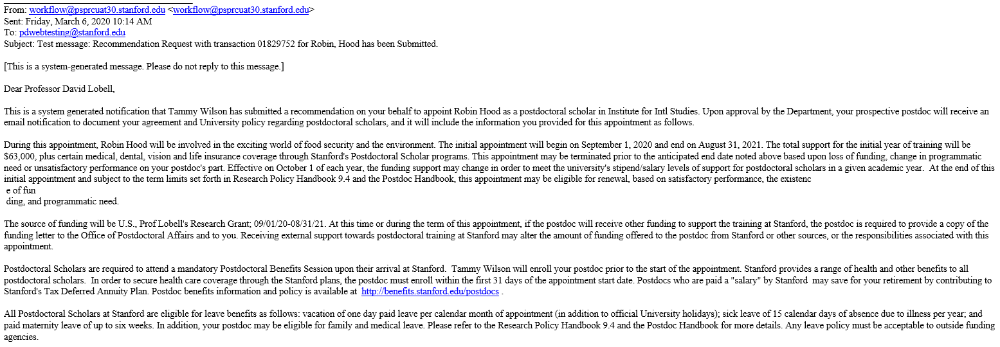 From: workflow@psprcuat30.stanford.edu <workflow@psprcuat30.stanford.edu>
Sent: Friday, March 6, 2020 10:14 AM
To: pdwebtesting@stanford.edu
Subject: Test message: Recommendation Request with transaction 01829752 for Robin, Hood has been Submitted.
[This is a system-generated message. Please do not reply to this message.]
Dear Professor David Lobell,
This is a system generated notification that Tammy Wilson has submitted a recommendation on your behalf to appoint Robin Hood as a postdoctoral scholar in Institute for Intl Studies. Upon approval by the Department, your prospective postdoc will receive an
email notification to document your agreement and University policy regarding postdoctoral scholars, and it will include the information you provided for this appointment as follows.
During this appointment, Robin Hood will be involved in the exciting world of food security and the environment. The initial appointment will begin on September 1, 2020 and end on August 31, 2021. The total support for the initial year of training will be
$63,000, plus certain medical, dental, vision and life insurance coverage through Stanford's Postdoctoral Scholar programs. This appointment may be terminated prior to the anticipated end date noted above based upon loss of funding, change in programmatic
need or unsatisfactory performance on your postdoc's part. Effective on October 1 of each year, the funding support may change in order to meet the university's stipend/salary levels of support for postdoctoral scholars in a given academic year.  At the end of this
initial appointment and subject to the term limits set forth in Research Policy Handbook 9.4 and the Postdoc Handbook, this appointment may be eligible for renewal, based on satisfactory performance, the existenc
e of fun
ding, and programmatic need.
The source of funding will be U.S., Prof Lobell's Research Grant; 09/01/20-08/31/21. At this time or during the term of this appointment, if the postdoc will receive other funding to support the training at Stanford, the postdoc is required to provide a copy of the
funding letter to the Office of Postdoctoral Affairs and to you. Receiving external support towards postdoctoral training at Stanford may alter the amount of funding offered to the postdoc from Stanford or other sources, or the responsibilities associated with this
appointment.
Postdoctoral Scholars are required to attend a mandatory Postdoctoral Benefits Session upon their arrival at Stanford.  Tammy Wilson will enroll your postdoc prior to the start of the appointment. Stanford provides a range of health and other benefits to all
postdoctoral scholars.  In order to secure health care coverage through the Stanford plans, the postdoc must enroll within the first 31 days of the appointment start date. Postdocs who are paid a "salary" by Stanford  may save for your retirement by contributing to
Stanford's Tax Deferred Annuity Plan. Postdoc benefits information and policy is available at  http://benefits.stanford.edu/postdocs .
All Postdoctoral Scholars at Stanford are eligible for leave benefits as follows: vacation of one day paid leave per calendar month of appointment (in addition to official University holidays); sick leave of 15 calendar days of absence due to illness per year; and
paid maternity leave of up to six weeks. In addition, your postdoc may be eligible for family and medical leave. Please refer to the Research Policy Handbook 9.4 and the Postdoc Handbook for more details. Any leave policy must be acceptable to outside funding
agencies.